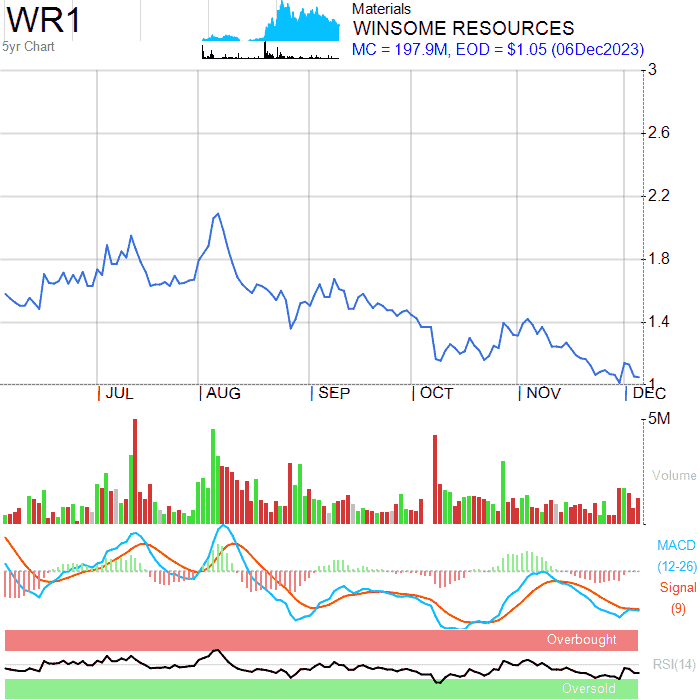 WR1
5yr Chart
Materials
WINSOME RESOURCES
MC = 197.9M, EOD = $1.05 (06Dec2023)
3
2.6
2.2
1.8
1.4
1
JUL AUG SEP OCT NOV DEC
5M
Volume
MACD
(12-26)
Signal
(9)
Overbought
RSI(14)
Oversold